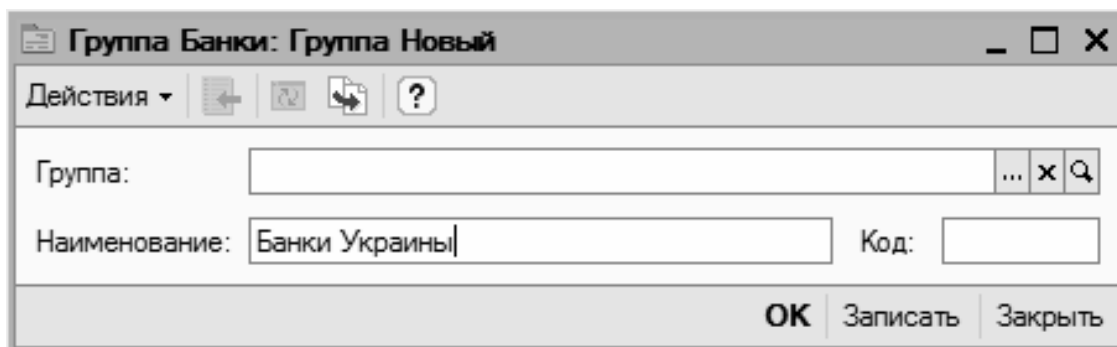 Группа Банки: Группа Новый
Действия
Группа:
Наименование: Банки Украины Код:
OK Записать Закрыть